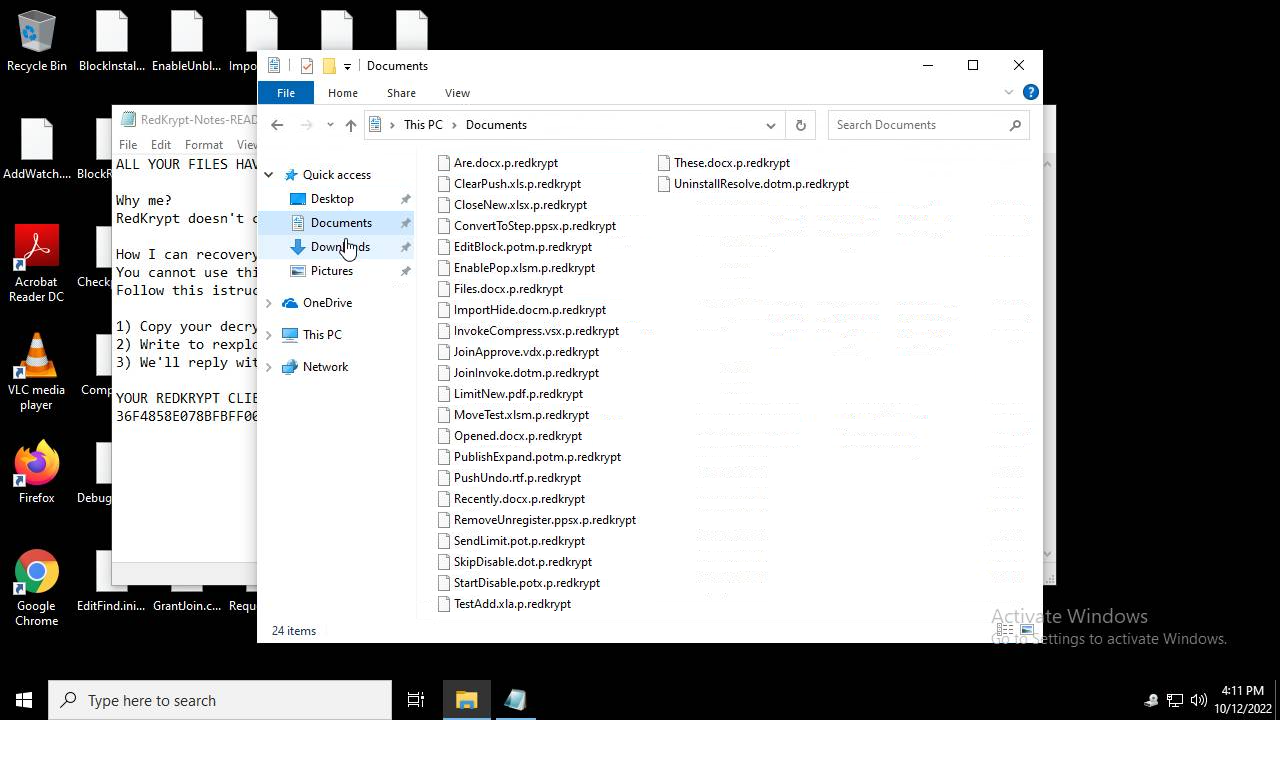 Recycle Bin
BlockInstal...
EnableUnbl...
Documents
File
Home
Share
View
This PC
Documents
Search Documents
Quick access
Desktop
Documents
Downloads
Pictures
OneDrive
This PC
Network
Are.docx.p.redkrypt
ClearPush.xls.p.redkrypt
CloseNew.xlsx.p.redkrypt
ConvertToStep.ppsx.p.redkrypt
EditBlock.potm.p.redkrypt
EnablePop.xlsm.p.redkrypt
Files.docx.p.redkrypt
ImportHide.docm.p.redkrypt
InvokeCompress.vsx.p.redkrypt
JoinApprove.vdx.p.redkrypt
JoinInvoke.dotm.p.redkrypt
LimitNew.pdf.p.redkrypt
MoveTest.xlsm.p.redkrypt
Opened.docx.p.redkrypt
PublishExpand.potm.p.redkrypt
PushUndo.rtf.p.redkrypt
Recently.docx.p.redkrypt
RemoveUnregister.ppsx.p.redkrypt
SendLimit.pot.p.redkrypt
SkipDisable.dot.p.redkrypt
StartDisable.potx.p.redkrypt
TestAdd.xla.p.redkrypt
These.docx.p.redkrypt
UninstallResolve.dotm.p.redkrypt
24 items
RedKrypt-Notes-READ
File
Edit
Format
ALL YOUR FILES HAV
Why me?
RedKrypt doesn't c
How I can recovery
You cannot use thi
Follow this istruc
1) Copy your decry
2) Write to rexplo
3) We'll reply wit
YOUR REDKRYPT CLIE
36F4858E078BFBFF00
AddWatch....
Acrobat
Reader DC
Check
VLC media
player
Comp
Firefox
Debug
Google
Chrome
EditFind.ini...
GrantJoin.c...
Requ
Activate Windows
Go to Settings to activate Windows.
Type here to search
4:11 PM
10/12/2022